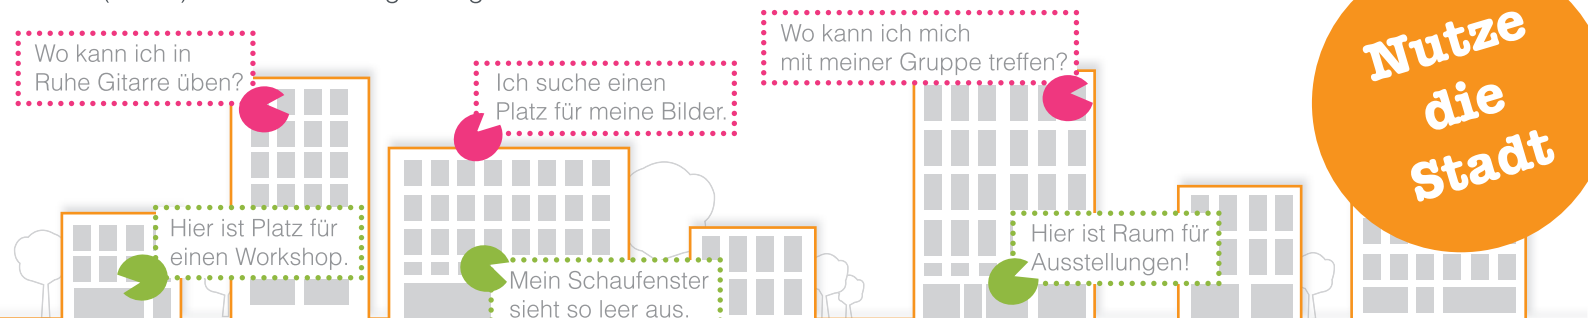 Wo kann ich in
Ruhe Gitarre üben?
Ich suche einen
Platz für meine Bilder.
Wo kann ich mich
mit meiner Gruppe treffen?
Nutze
die
Stadt
Hier ist Platz für
einen Workshop.
Mein Schaufenster
sieht so leer aus.
Hier ist Raum für
Ausstellungen!